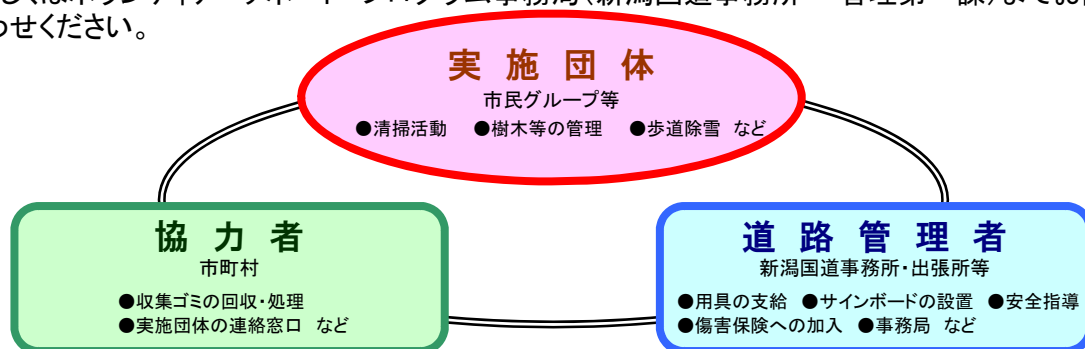 わせください。
実施団体
市民グループ等
●清掃活動 ●樹木等の管理 ●歩道除雪 など
協力者
市町村
●収集ゴミの回収・処理
●実施団体の連絡窓口 など
道路管理者
新潟国道事務所・出張所等
●用具の支給 ●サインボードの設置 ●安全指導
●傷害保険への加入 ●事務局 など